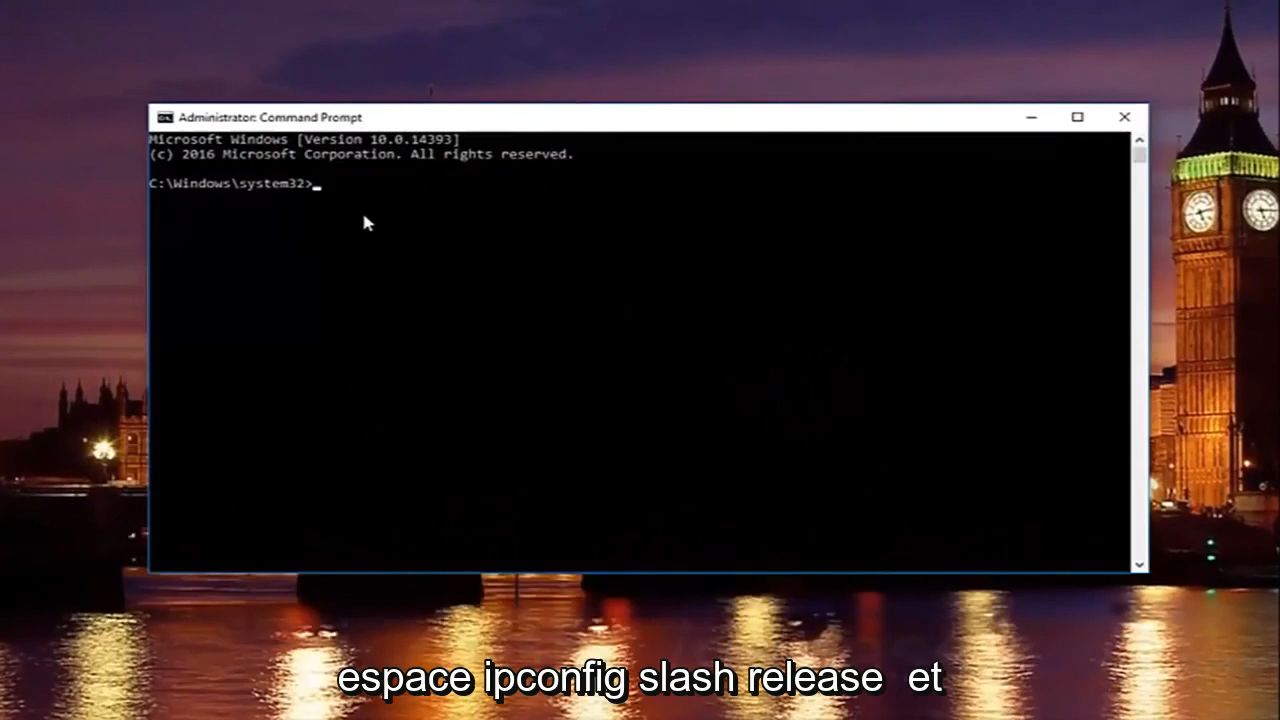 Administrator: Command Prompt
Microsoft Windows [Version 10.0.14393]
(c) 2016 Microsoft Corporation. All rights reserved.
C:\Windows\system32>
espace ipconfig slash release et